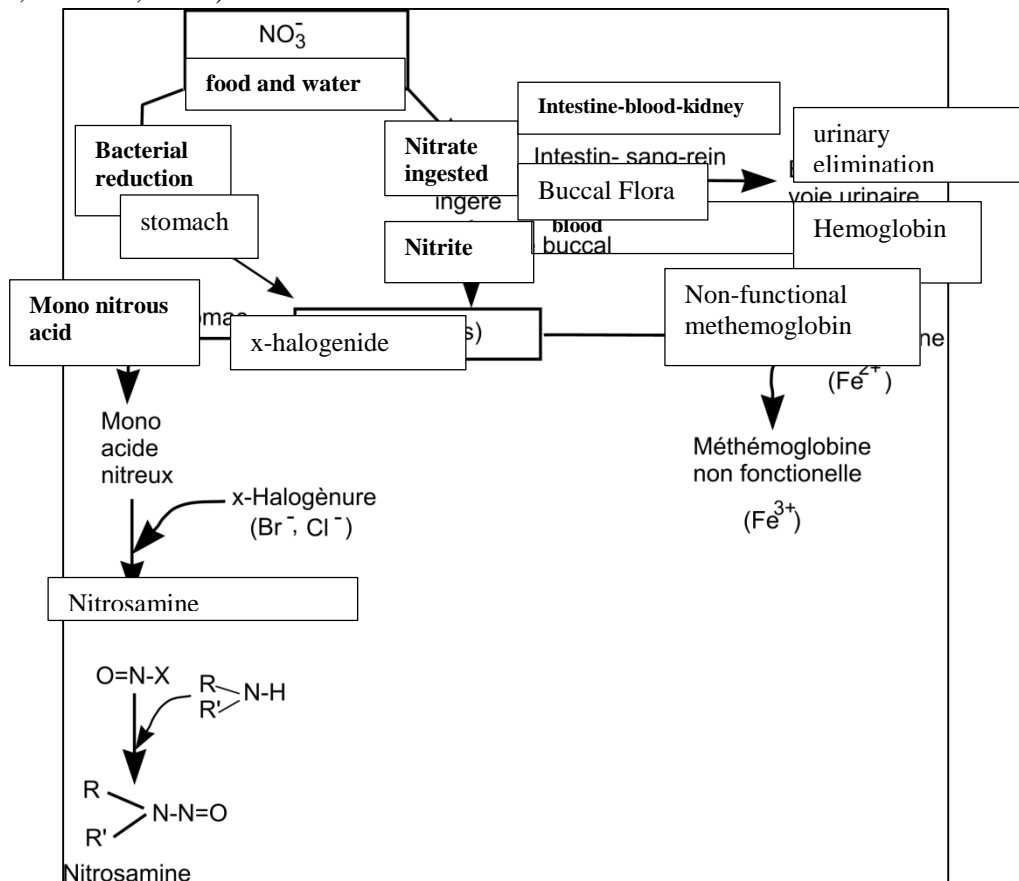 NO₃⁻
food and water
Intestine-blood-kidney
urinary
elimination
Bacterial
reduction
Nitrate
ingested
Intestin- sang-rein
voie urinaire
Buccal Flora
stomach
ingéré
blood
buccal
Hemoglobin
Nitrite
Mono nitrous
acid
Non-functional
methemoglobin
x-halogenide
s)
(Fe²⁺)
Mono
acide
nitreux
Méthémoglobine
non fonctionelle
x-Halogènure
(Br⁻, Cl⁻)
(Fe³⁺)
Nitrosamine
O=N-X
R
N-H
R'
R
N-N=O
R'
Nitrosamine